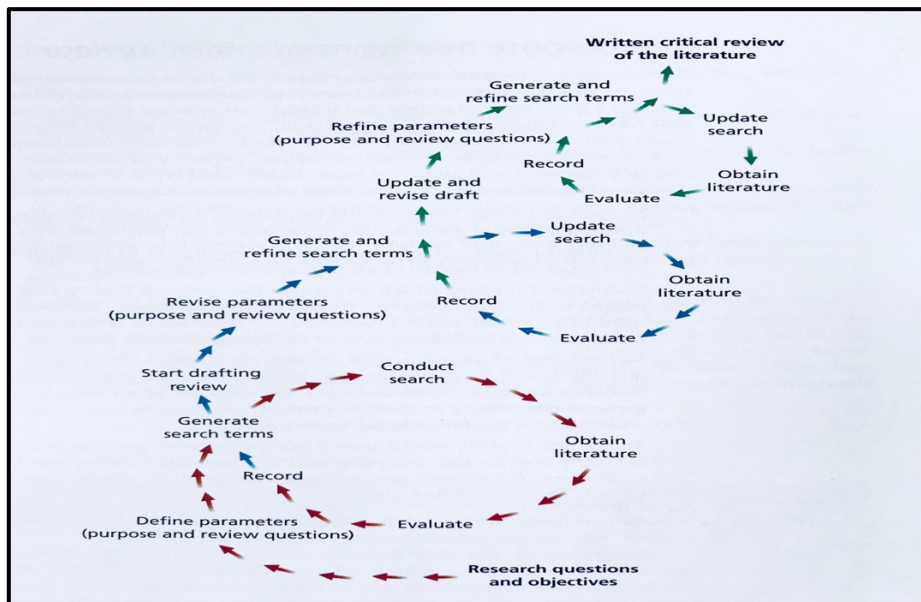 Written critical review
of the literature
Generate and
refine search terms
Update
search
Refine parameters
(purpose and review questions)
Record
Obtain
literature
Evaluate
Update and
revise draft
Generate and
refine search terms
Update
search
Obtain
literature
Revise parameters
(purpose and review questions)
Record
Evaluate
Start drafting
review
Conduct
search
Generate
search terms
Obtain
literature
Record
Define parameters
(purpose and review questions)
Evaluate
Research questions
and objectives